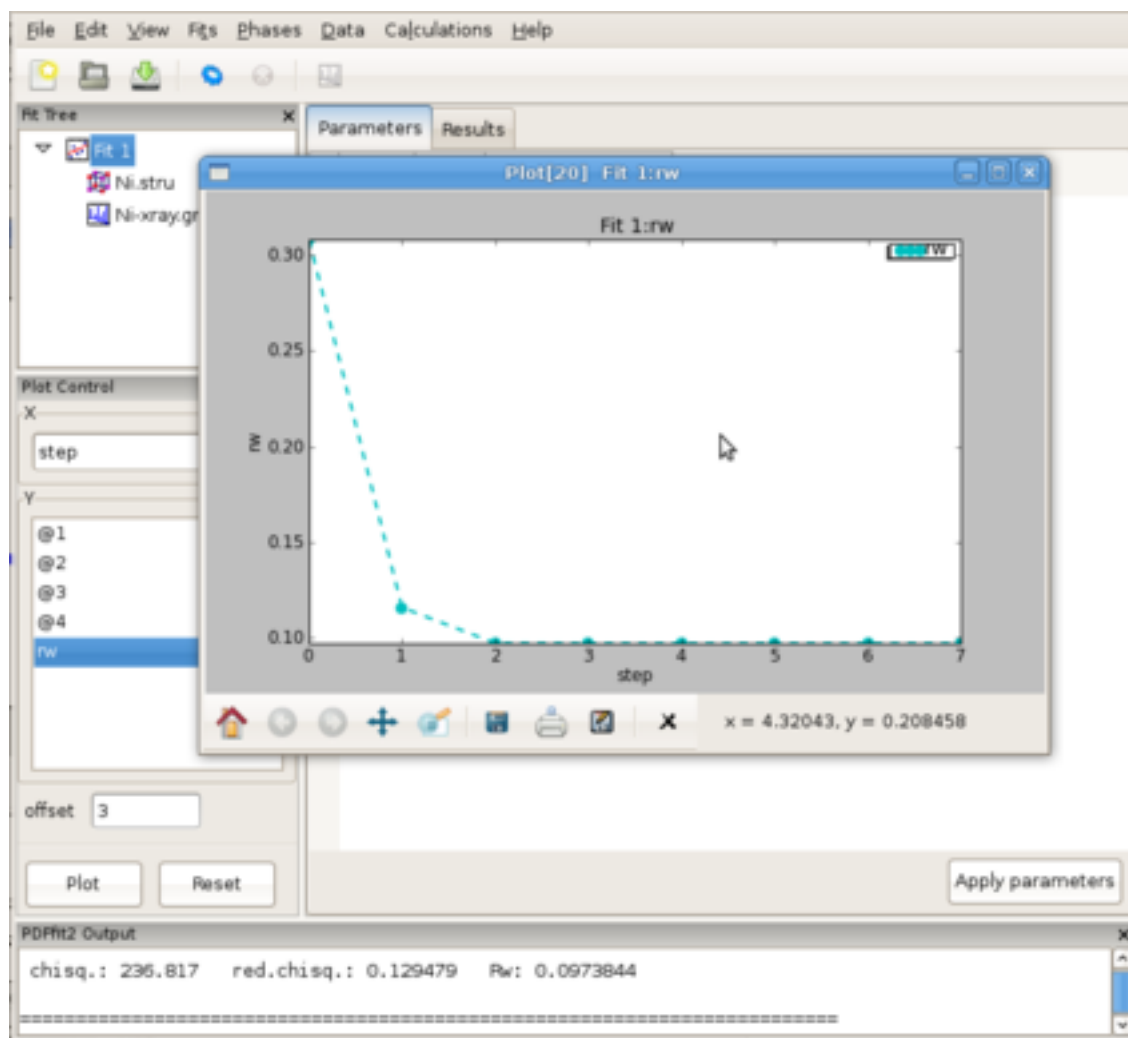 File Edit View Fits Phases Data Calculations Help
Fit Tree
Parameters Results
Fit 1
Ni.stru
Ni-xray.gr
Plot[20] Fit 1:rw
Fit 1:rw
rw
0.30
0.25
0.20
0.15
0.10
rw
0 1 2 3 4 5 6 7
step
x = 4.32043, y = 0.208458
Plot Control
X
step
Y
@1
@2
@3
@4
rw
offset 3
Plot Reset
Apply parameters
PDFfit2 Output
chisq.: 236.817 red.chisq.: 0.129479 Rw: 0.0973844
=========================================================================